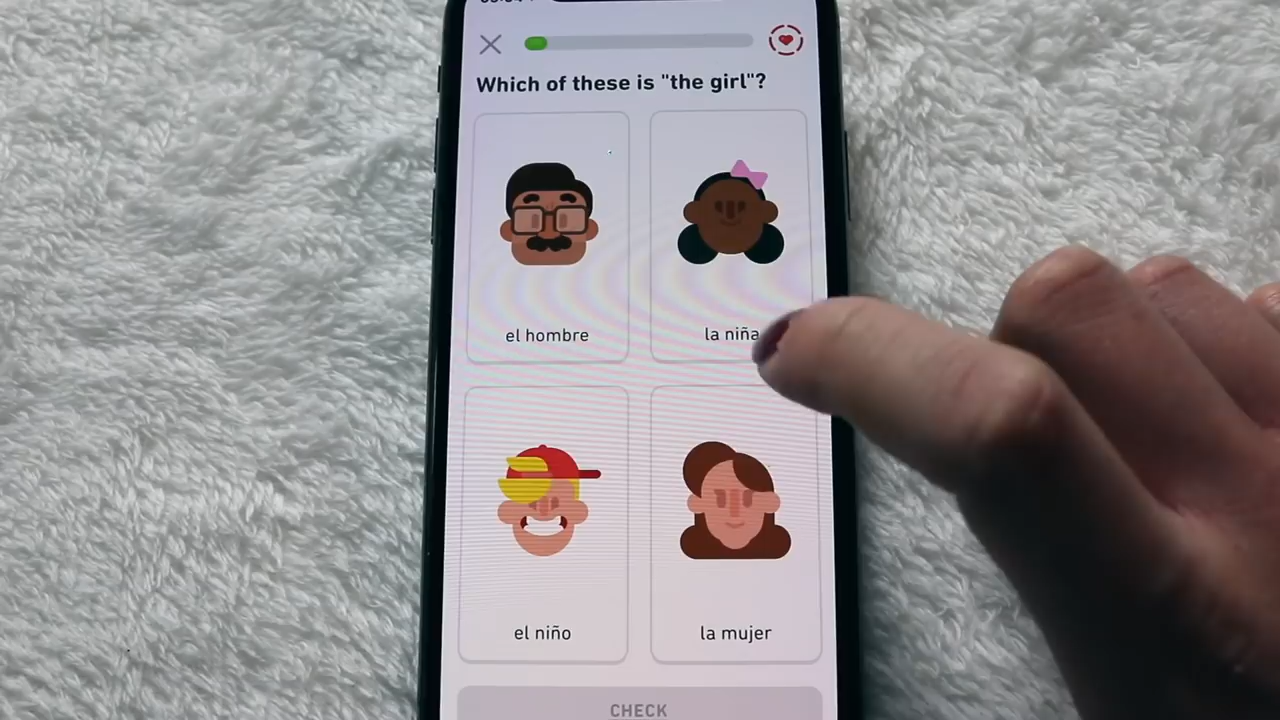 Which of these is "the girl"?
el hombre
la niña
el niño
la mujer
CHECK